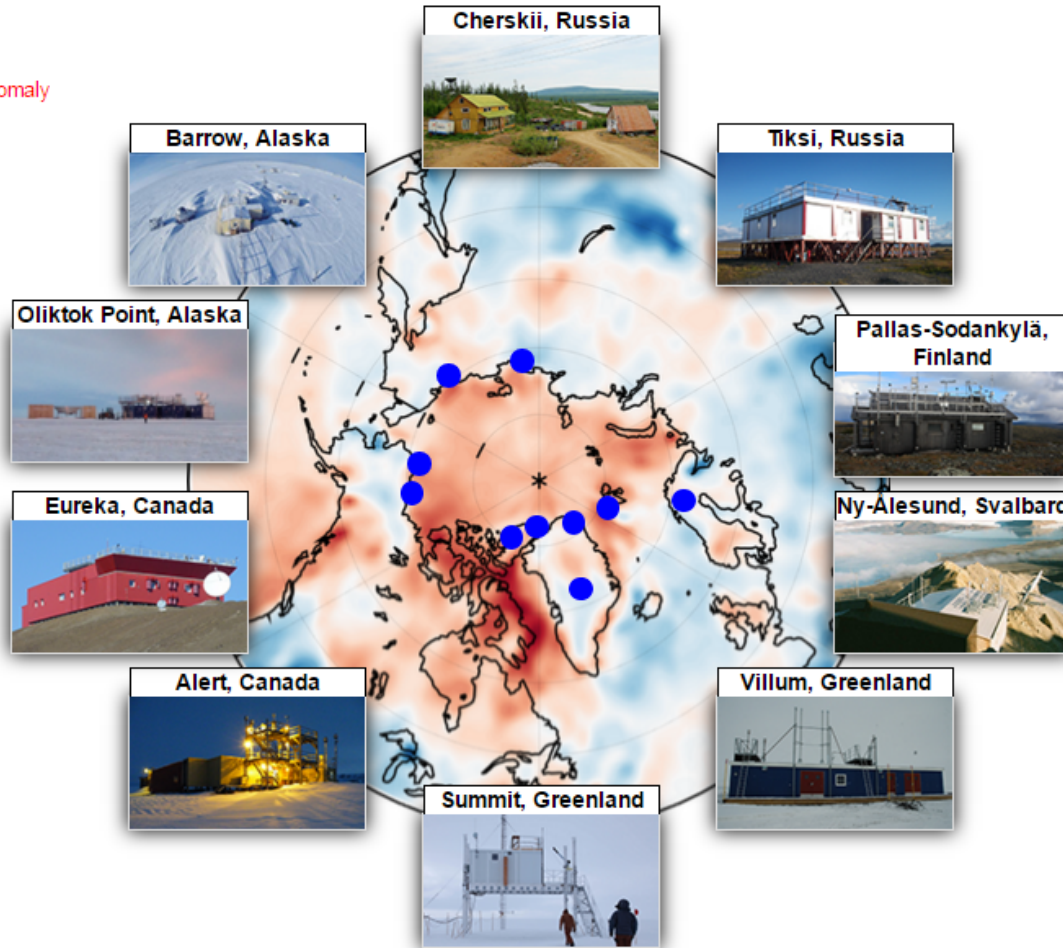 Cherskii, Russia
omaly
Barrow, Alaska
Tiksi, Russia
Oliktok Point, Alaska
Pallas-Sodankylä,
Finland
Eureka, Canada
Ny-Ålesund, Svalbard
Alert, Canada
Villum, Greenland
Summit, Greenland